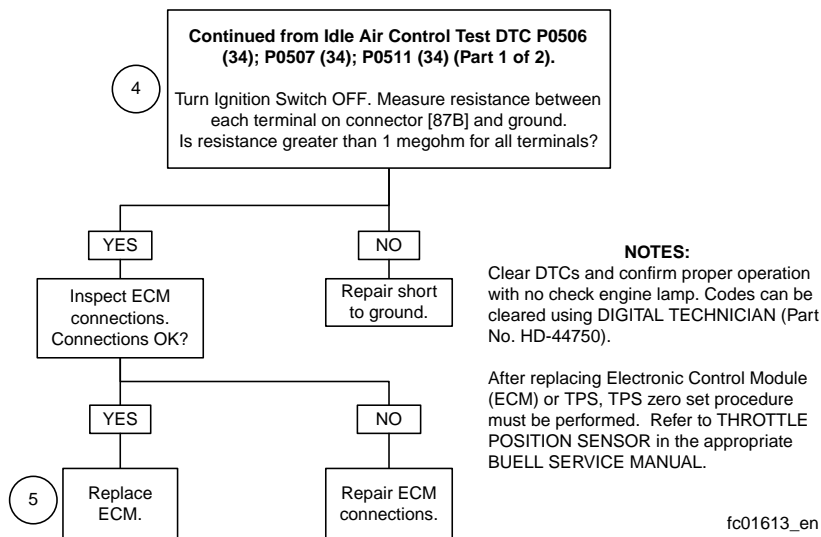 Continued from Idle Air Control Test DTC P0506
(34); P0507 (34); P0511 (34) (Part 1 of 2).
4
Turn Ignition Switch OFF. Measure resistance between
each terminal on connector [87B] and ground.
Is resistance greater than 1 megohm for all terminals?
YES
NO
Inspect ECM
connections.
Connections OK?
Repair short
to ground.
NOTES:
Clear DTCs and confirm proper operation
with no check engine lamp. Codes can be
cleared using DIGITAL TECHNICIAN (Part
No. HD-44750).
After replacing Electronic Control Module
(ECM) or TPS, TPS zero set procedure
must be performed. Refer to THROTTLE
POSITION SENSOR in the appropriate
BUELL SERVICE MANUAL.
YES
NO
5
Replace
ECM.
Repair ECM
connections.
fc01613_en